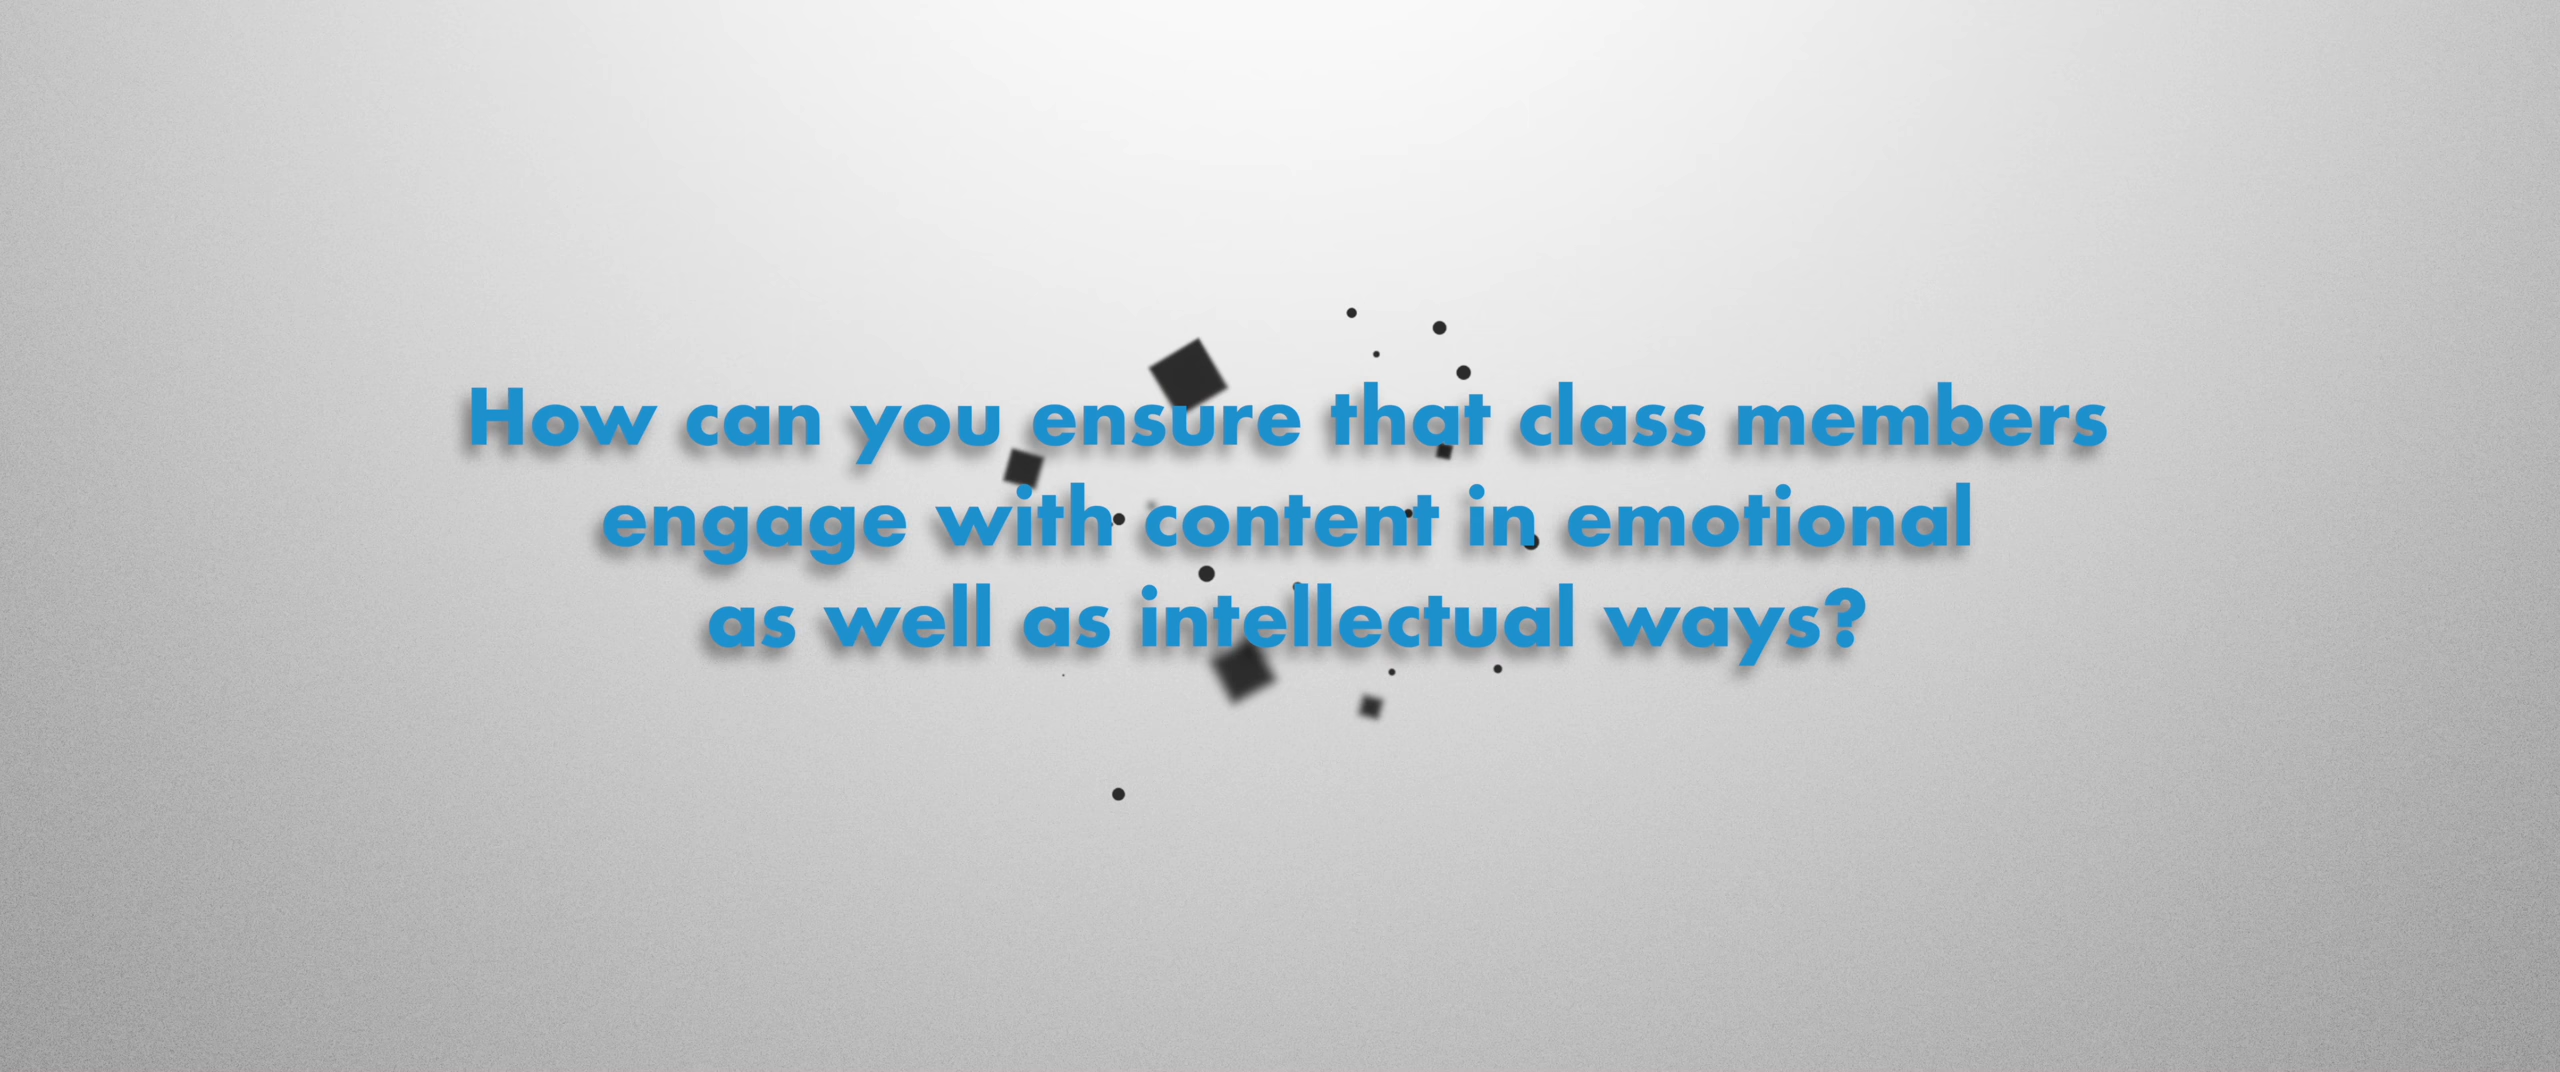 How can you ensure that class members
engage with content in emotional
as well as intellectual ways?